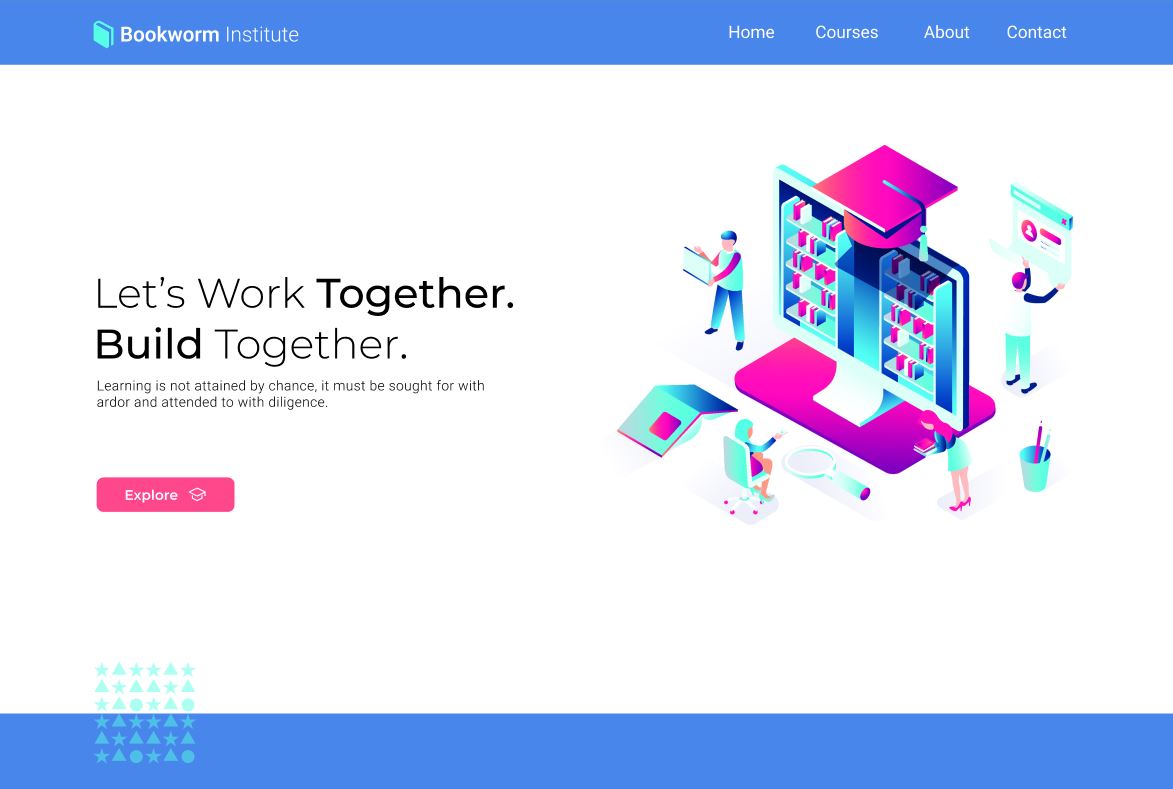 Bookworm Institute
Home Courses About Contact
Let’s Work Together.
Build Together.
Learning is not attained by chance, it must be sought for with
ardor and attended to with diligence.
Explore